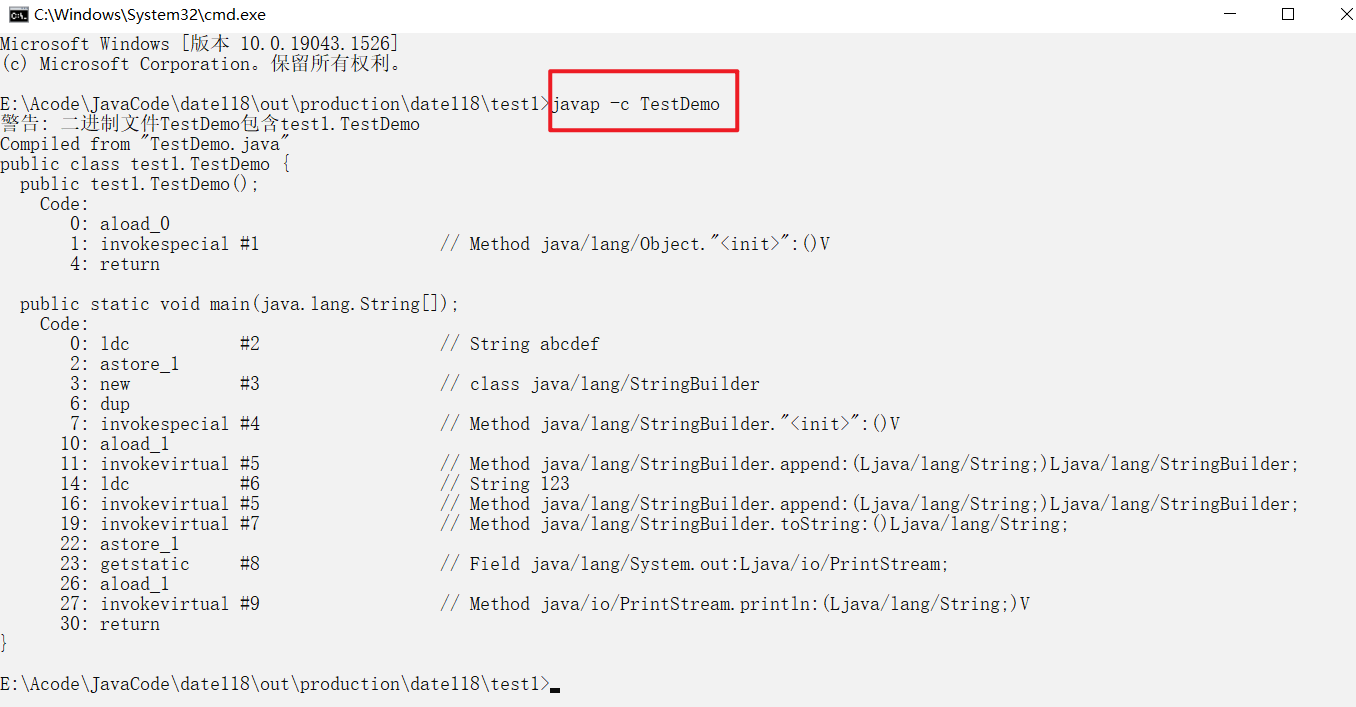 C:\Windows\System32\cmd.exe
Microsoft Windows [版本 10.0.19043.1526]
(c) Microsoft Corporation。保留所有权利。
E:\Acode\JavaCode\date118\out\production\date118\test1>javap -c TestDemo
警告: 二进制文件TestDemo包含test1.TestDemo
Compiled from "TestDemo.java"
public class test1.TestDemo {
  public test1.TestDemo();
    Code:
       0: aload_0
       1: invokespecial #1                  // Method java/lang/Object."<init>":()V
       4: return
  public static void main(java.lang.String[]);
    Code:
       0: ldc           #2                  // String abcdef
       2: astore_1
       3: new           #3                  // class java/lang/StringBuilder
       6: dup
       7: invokespecial #4                  // Method java/lang/StringBuilder."<init>":()V
      10: aload_1
      11: invokevirtual #5                  // Method java/lang/StringBuilder.append:(Ljava/lang/String;)Ljava/lang/StringBuilder;
      14: ldc           #6                  // String 123
      16: invokevirtual #5                  // Method java/lang/StringBuilder.append:(Ljava/lang/String;)Ljava/lang/StringBuilder;
      19: invokevirtual #7                  // Method java/lang/StringBuilder.toString:()Ljava/lang/String;
      22: astore_1
      23: getstatic     #8                  // Field java/lang/System.out:Ljava/io/PrintStream;
      26: aload_1
      27: invokevirtual #9                  // Method java/io/PrintStream.println:(Ljava/lang/String;)V
      30: return
}
E:\Acode\JavaCode\date118\out\production\date118\test1>